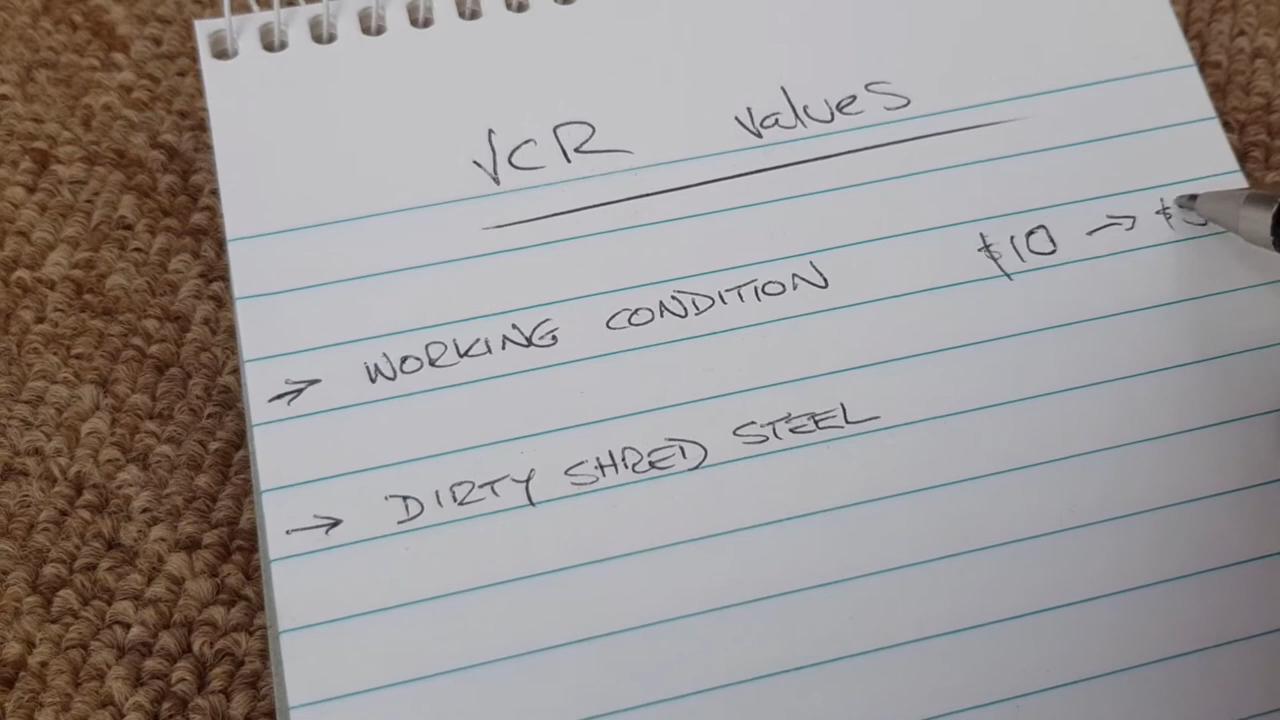 VCR values
→ WORKING CONDITION $10 →
→ DIRTY SHRED STEEL